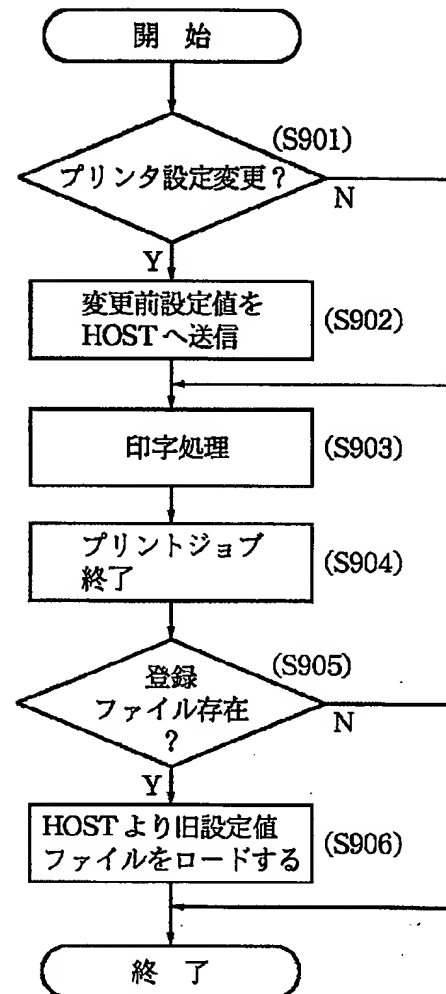 開 始
(S901)
プリンタ設定変更?
N
Y
変更前設定値を
HOSTへ送信
(S902)
印字処理
(S903)
プリントジョブ
終了
(S904)
(S905)
登録
ファイル存在
?
N
Y
HOSTより旧設定値
ファイルをロードする
(S906)
終 了